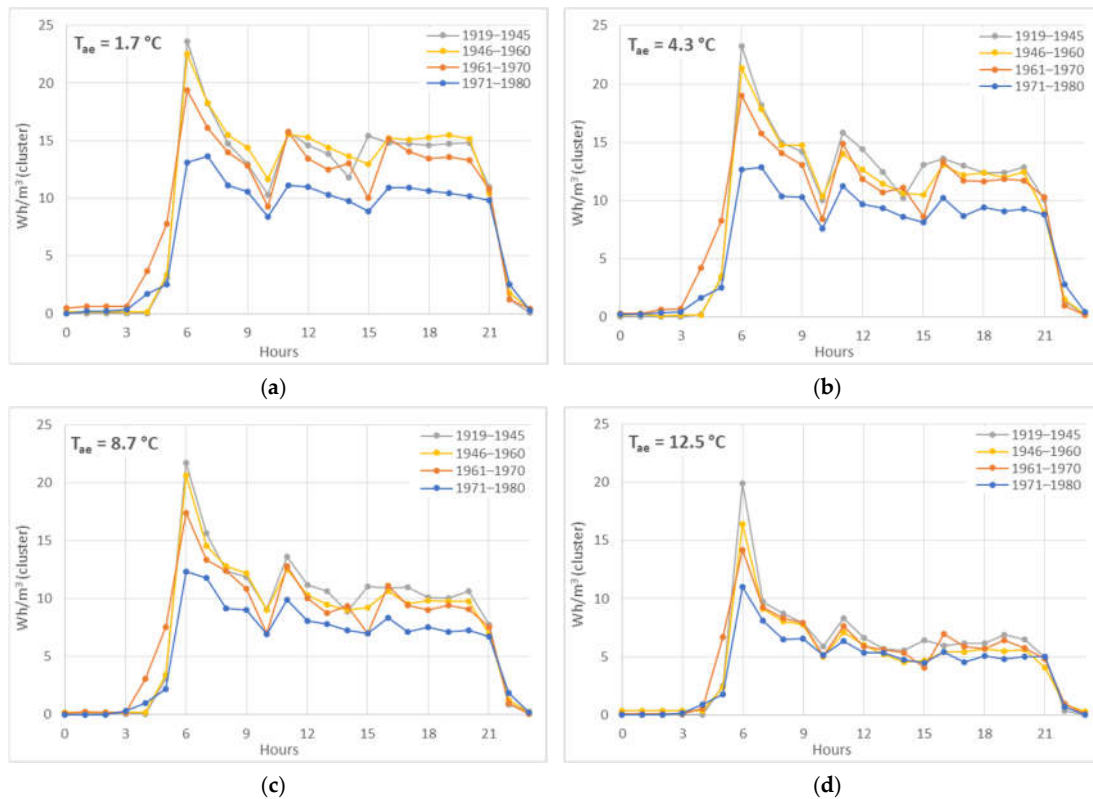 T_ae = 1.7 °C
1919–1945
1946–1960
1961–1970
1971–1980
Wh/m³ (cluster)
25
20
15
10
5
0
0 3 6 9 12 15 18 21
Hours
(a)
T_ae = 4.3 °C
1919–1945
1946–1960
1961–1970
1971–1980
Wh/m³ (cluster)
25
20
15
10
5
0
0 3 6 9 12 15 18 21
Hours
(b)
T_ae = 8.7 °C
1919–1945
1946–1960
1961–1970
1971–1980
Wh/m³ (cluster)
25
20
15
10
5
0
0 3 6 9 12 15 18 21
Hours
(c)
T_ae = 12.5 °C
1919–1945
1946–1960
1961–1970
1971–1980
Wh/m³ (cluster)
25
20
15
10
5
0
0 3 6 9 12 15 18 21
Hours
(d)